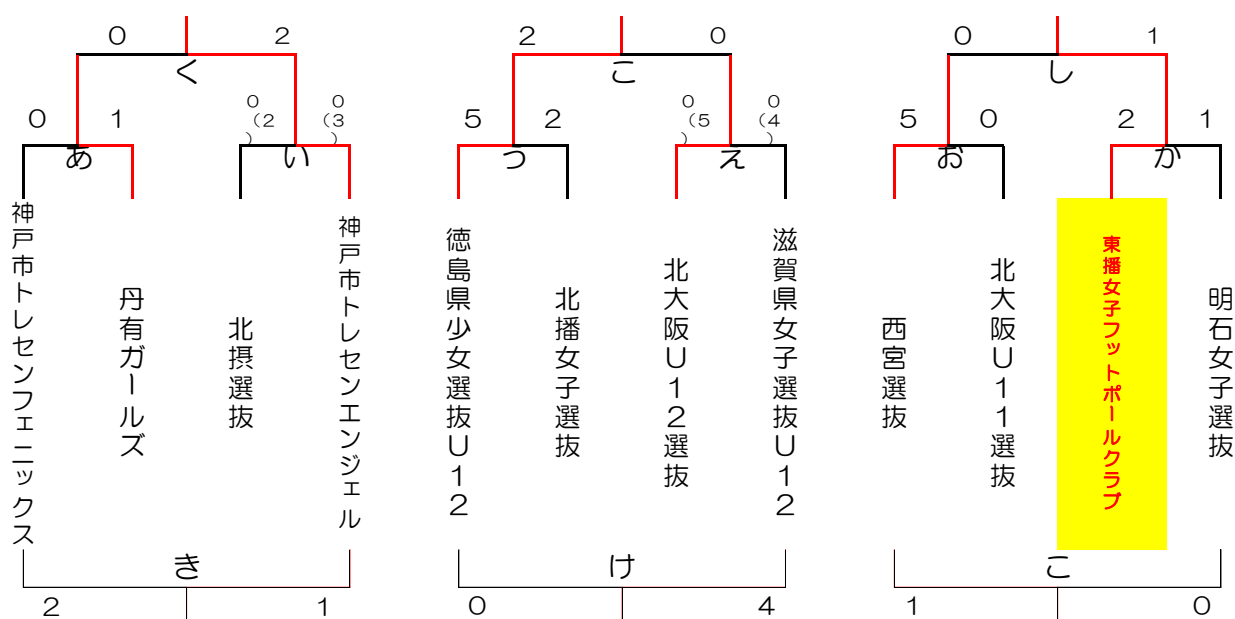 ０ ２ ２ ０ ０ １
く こ し
０ １ ０（２） ０（３） ５ ２ ０（５） ０（４） ５ ０ ２ １
あ い う え お か
神戸市トレセンフェニックス
丹有ガールズ
北摂選抜
神戸市トレセンエンジェル
徳島県少女選抜Ｕ１２
北播女子選抜
北大阪Ｕ１２選抜
滋賀県女子選抜Ｕ１２
西宮選抜
北大阪Ｕ１１選抜
東播女子フットボールクラブ
明石女子選抜
き け こ
２ １ ０ ４ １ ０